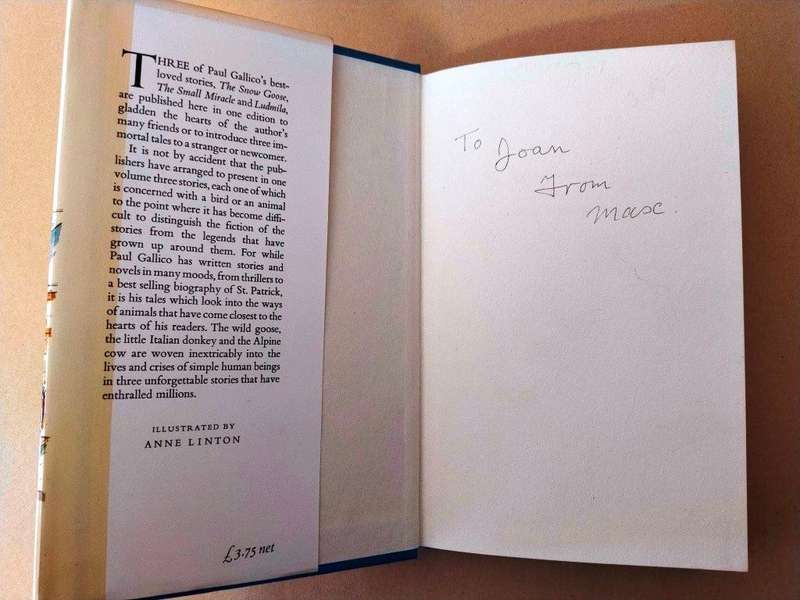 THREE of Paul Gallico's best-
loved stories, The Snow Goose,
The Small Miracle and Ludmila,
are published here in one edition to
gladden the hearts of the author's
many friends or to introduce three im-
mortal tales to a stranger or newcomer.
It is not by accident that the pub-
lishers have arranged to present in one
volume three stories, each one of which
is concerned with a bird or an animal
to the point where it has become diffi-
cult to distinguish the fiction of the
stories from the legends that have
grown up around them. For while
Paul Gallico has written stories and
novels in many moods, from thrillers to
a best selling biography of St. Patrick,
it is his tales which look into the ways
of animals that have come closest to the
hearts of his readers. The wild goose,
the little Italian donkey and the Alpine
cow are woven inextricably into the
lives and crises of simple human beings
in three unforgettable stories that have
enthralled millions.
ILLUSTRATED BY
ANNE LINTON
£3.75 net
To Joan
From
Max.